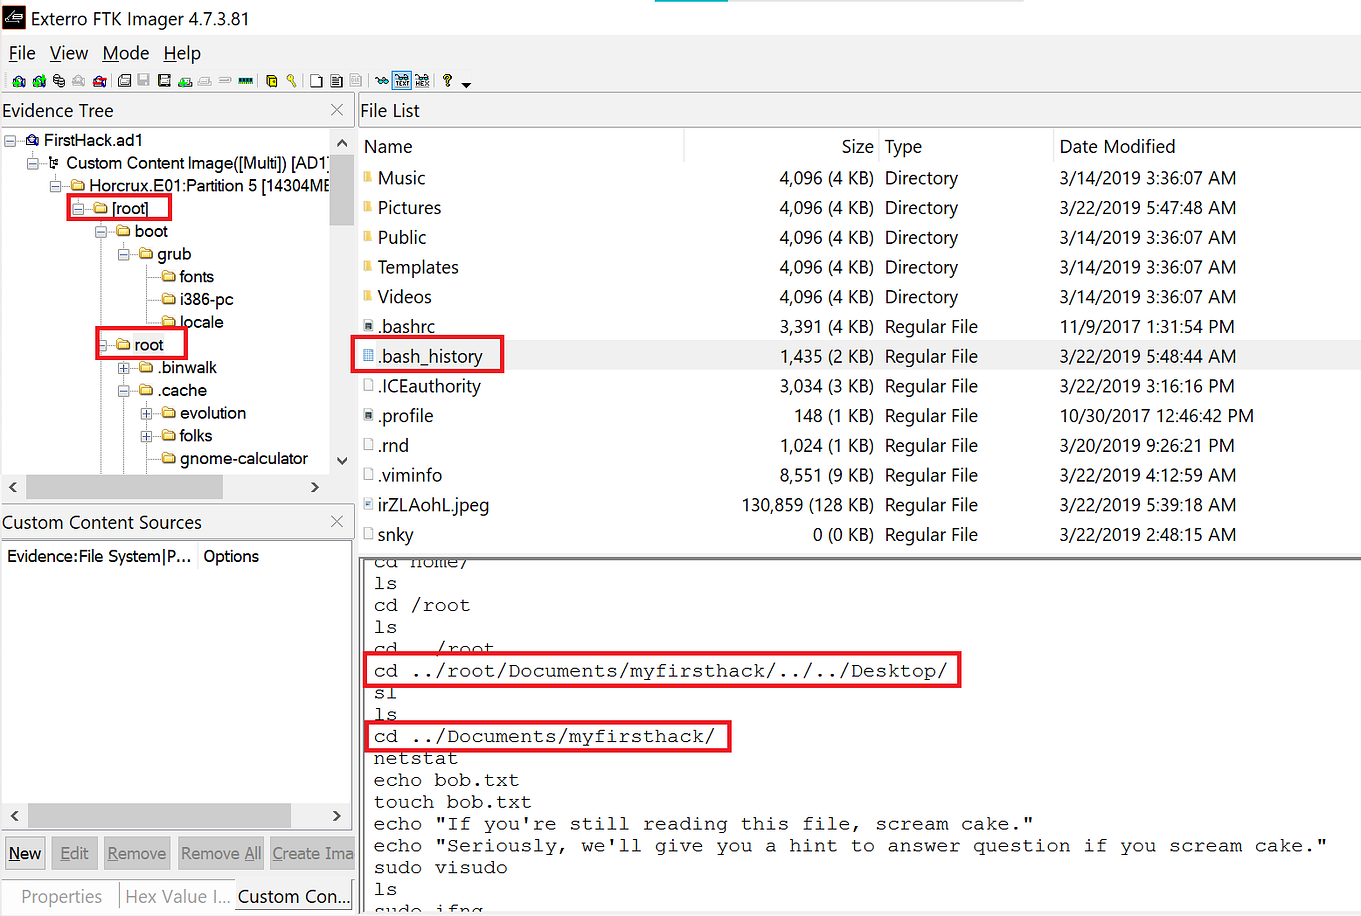 Exterro FTK Imager 4.7.3.81
File View Mode Help
Evidence Tree
FirstHack.ad1
Custom Content Image([Multi]) [AD1]
Horcrux.E01:Partition 5 [14304MB
[root]
boot
grub
fonts
i386-pc
locale
root
.binwalk
.cache
evolution
folks
gnome-calculator
Custom Content Sources
Evidence:File System|P... Options
New Edit Remove Remove All Create Ima
Properties Hex Value I... Custom Con...
File List
Name Size Type Date Modified
Music 4,096 (4 KB) Directory 3/14/2019 3:36:07 AM
Pictures 4,096 (4 KB) Directory 3/22/2019 5:47:48 AM
Public 4,096 (4 KB) Directory 3/14/2019 3:36:07 AM
Templates 4,096 (4 KB) Directory 3/14/2019 3:36:07 AM
Videos 4,096 (4 KB) Directory 3/14/2019 3:36:07 AM
.bashrc 3,391 (4 KB) Regular File 11/9/2017 1:31:54 PM
.bash_history 1,435 (2 KB) Regular File 3/22/2019 5:48:44 AM
.ICEauthority 3,034 (3 KB) Regular File 3/22/2019 3:16:16 PM
.profile 148 (1 KB) Regular File 10/30/2017 12:46:42 PM
.rnd 1,024 (1 KB) Regular File 3/20/2019 9:26:21 PM
.viminfo 8,551 (9 KB) Regular File 3/22/2019 4:12:59 AM
irZLAohL.jpeg 130,859 (128 KB) Regular File 3/22/2019 5:39:18 AM
snky 0 (0 KB) Regular File 3/22/2019 2:48:15 AM
cd home/
ls
cd /root
ls
cd ../root
cd ../root/Documents/myfirsthack/../../Desktop/
sl
ls
cd ../Documents/myfirsthack/
netstat
echo bob.txt
touch bob.txt
echo "If you're still reading this file, scream cake."
echo "Seriously, we'll give you a hint to answer question if you scream cake."
sudo visudo
ls
sudo